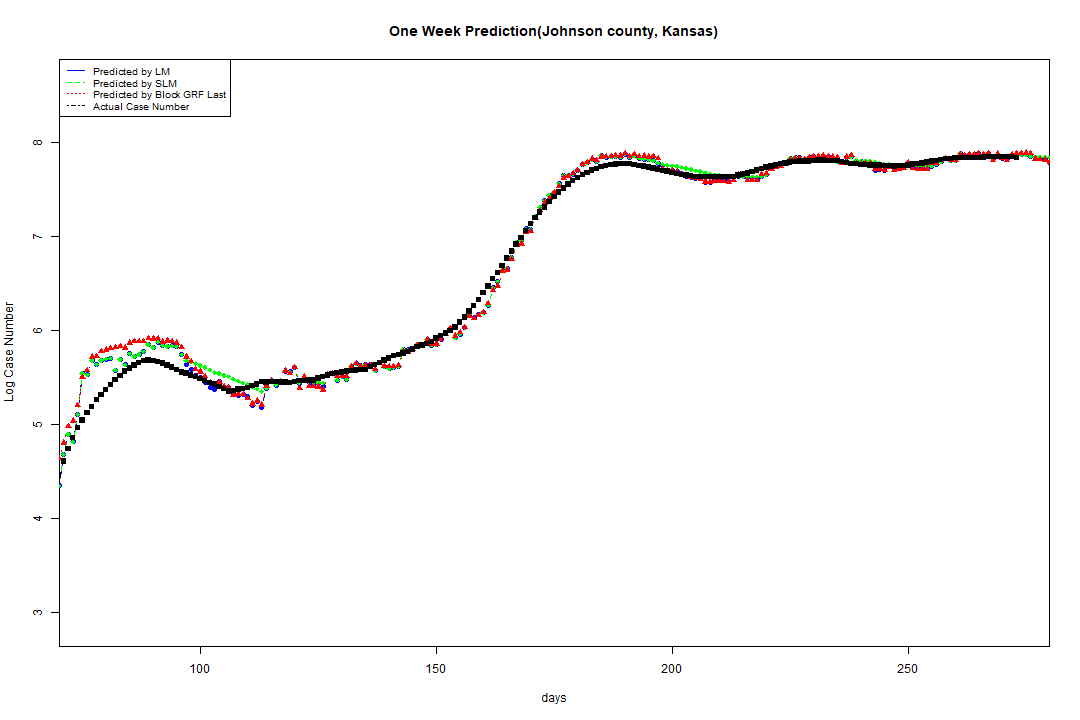 One Week Prediction(Johnson county, Kansas)
Predicted by LM
Predicted by SLM
Predicted by Block GRF Last
Actual Case Number
8
7
6
5
4
3
Log Case Number
100 150 200 250
days